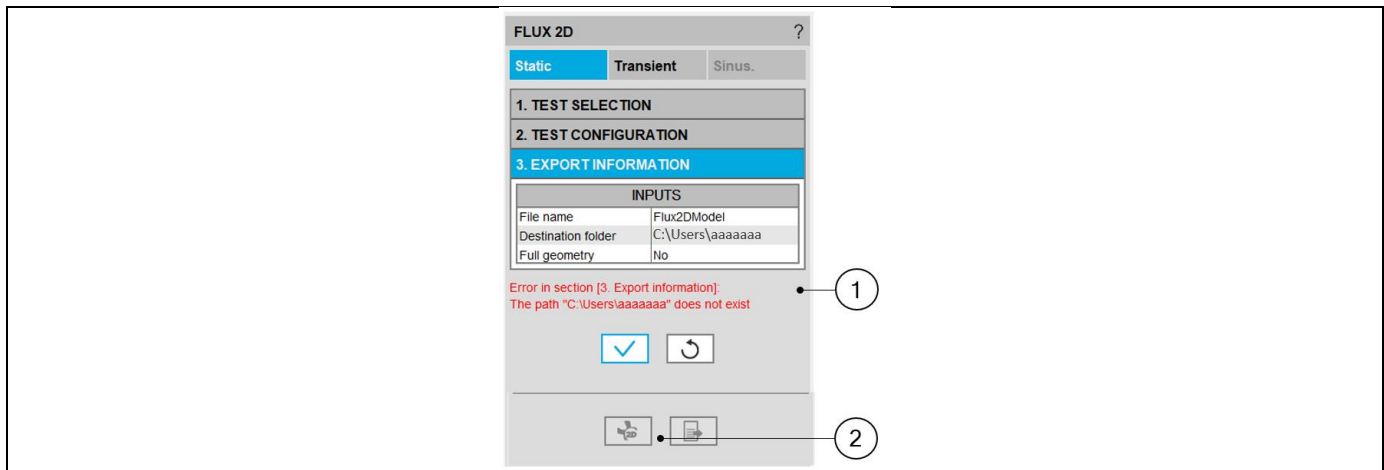 FLUX 2D ?
Static Transient Sinus.
1. TEST SELECTION
2. TEST CONFIGURATION
3. EXPORT INFORMATION
INPUTS
File name Flux2DModel
Destination folder C:\Users\aaaaaaa
Full geometry No
Error in section [3. Export information]:
The path "C:\Users\aaaaaaa" does not exist
1
2D
2